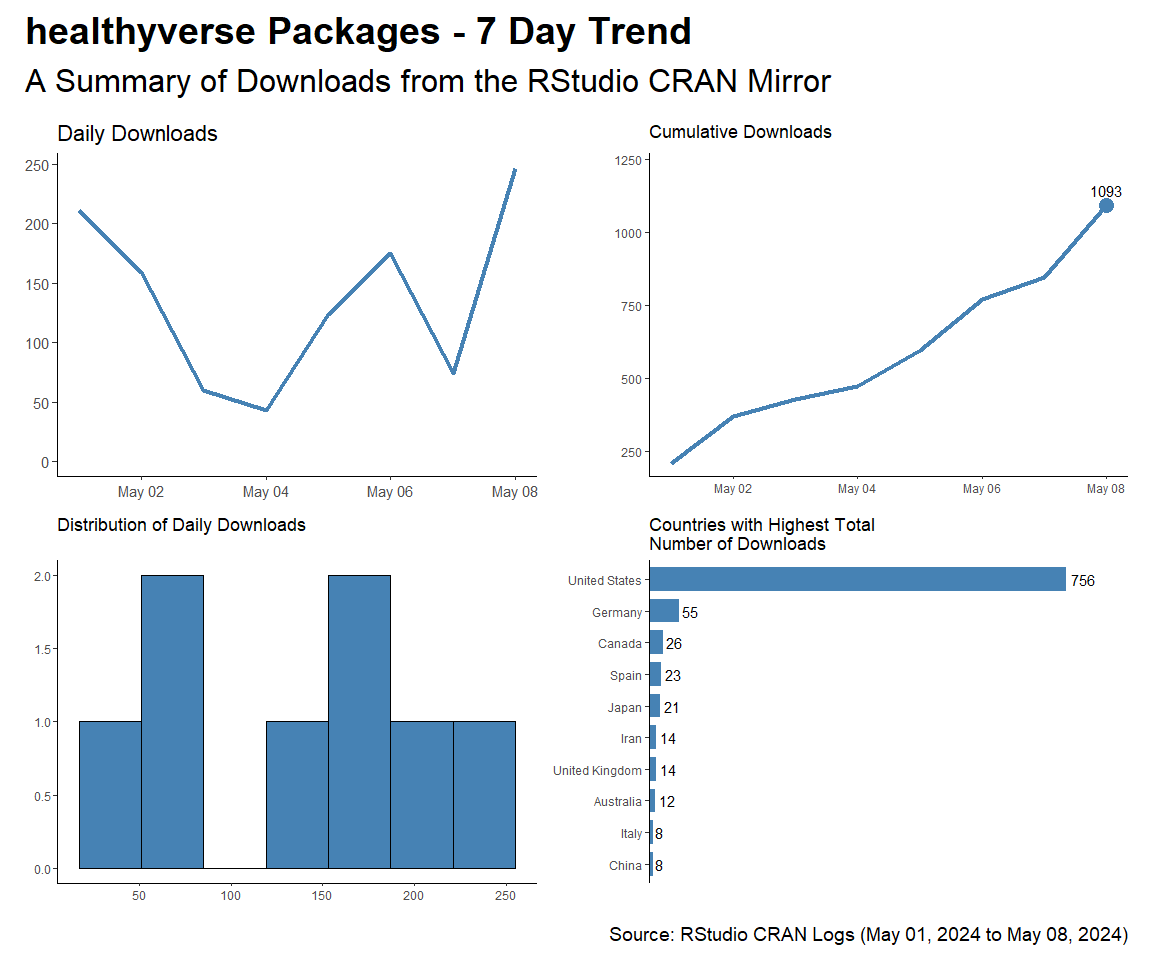 healthyverse Packages - 7 Day Trend
A Summary of Downloads from the RStudio CRAN Mirror
Daily Downloads
250
200
150
100
50
0
May 02
May 04
May 06
May 08
Cumulative Downloads
1250
1000
750
500
250
1093
May 02
May 04
May 06
May 08
Distribution of Daily Downloads
2.0
1.5
1.0
0.5
0.0
50
100
150
200
250
Countries with Highest Total
Number of Downloads
United States 756
Germany 55
Canada 26
Spain 23
Japan 21
Iran 14
United Kingdom 14
Australia 12
Italy 8
China 8
Source: RStudio CRAN Logs (May 01, 2024 to May 08, 2024)